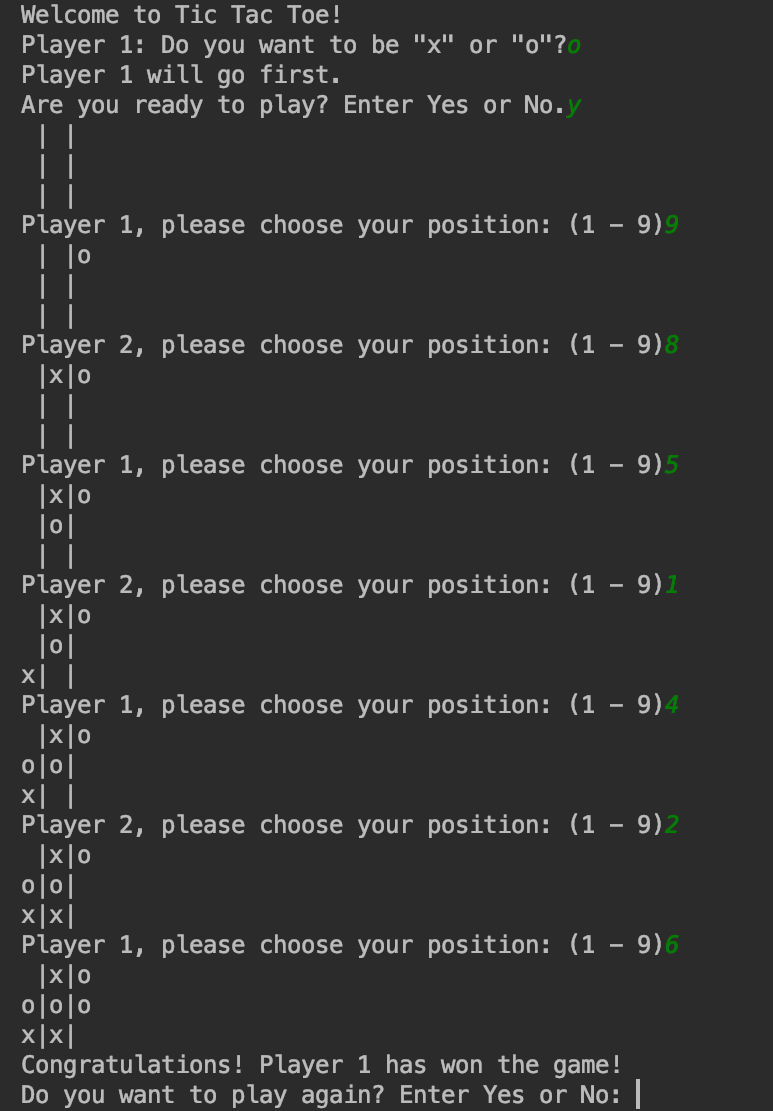 Welcome to Tic Tac Toe!
Player 1: Do you want to be "x" or "o"?o
Player 1 will go first.
Are you ready to play? Enter Yes or No.y
 | |
 | |
 | |
Player 1, please choose your position: (1 - 9)9
 | |o
 | |
 | |
Player 2, please choose your position: (1 - 9)8
 |x|o
 | |
 | |
Player 1, please choose your position: (1 - 9)5
 |x|o
 |o|
 | |
Player 2, please choose your position: (1 - 9)1
 |x|o
 |o|
x| |
Player 1, please choose your position: (1 - 9)4
 |x|o
o|o|
x| |
Player 2, please choose your position: (1 - 9)2
 |x|o
o|o|
x|x|
Player 1, please choose your position: (1 - 9)6
 |x|o
o|o|o
x|x|
Congratulations! Player 1 has won the game!
Do you want to play again? Enter Yes or No: